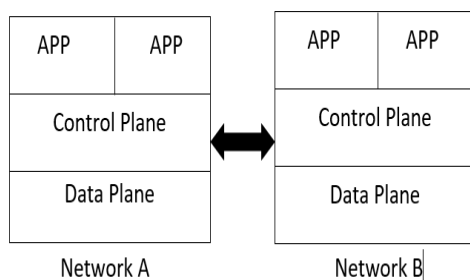 APP APP APP APP
Control Plane Control Plane
Data Plane Data Plane
Network A Network B